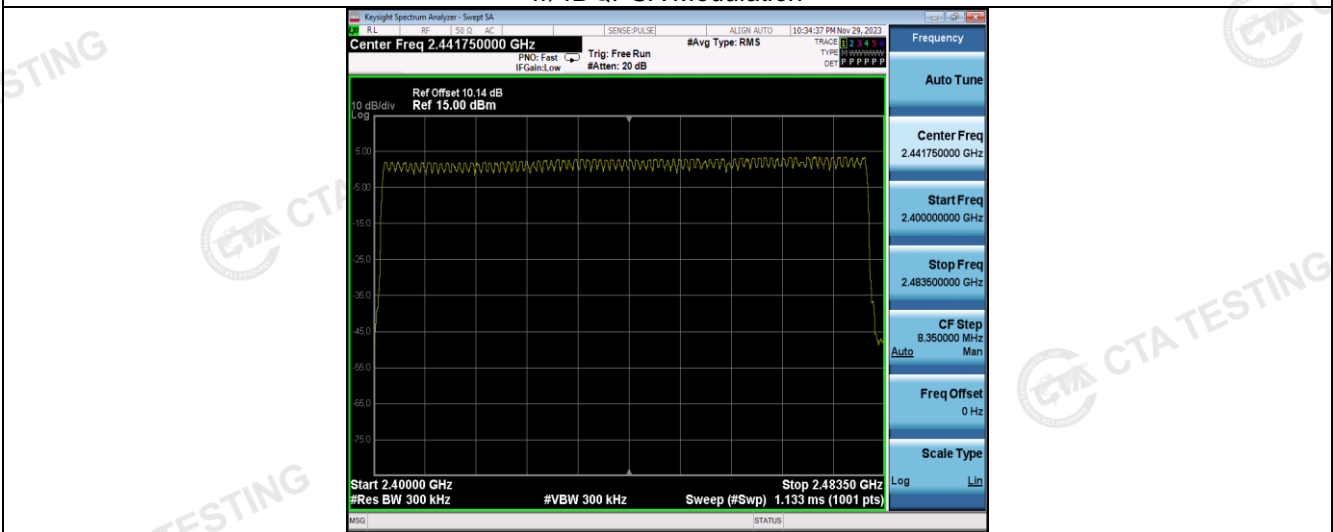 Keysight Spectrum Analyzer - Swept SA
RL RF 50 Ω AC SENSE:PULSE ALIGN AUTO 10:34:37 PM Nov 29, 2023
Center Freq 2.441750000 GHz
PNO: Fast
IFGain:Low
Trig: Free Run
#Atten: 20 dB
#Avg Type: RMS
TRACE 1 2 3 4 5 6
TYPE M WWWWW
DET P P P P P P
Ref Offset 10.14 dB
10 dB/div Ref 15.00 dBm
Log
5.00
-5.00
-15.0
-25.0
-35.0
-45.0
-55.0
-65.0
-75.0
Start 2.40000 GHz Stop 2.48350 GHz
#Res BW 300 kHz #VBW 300 kHz Sweep (#Swp) 1.133 ms (1001 pts)
MSG STATUS
Frequency
Auto Tune
Center Freq
2.441750000 GHz
Start Freq
2.400000000 GHz
Stop Freq
2.483500000 GHz
CF Step
8.350000 MHz
Auto Man
Freq Offset
0 Hz
Scale Type
Log Lin
STING
CTA
CTA TESTING
TESTING